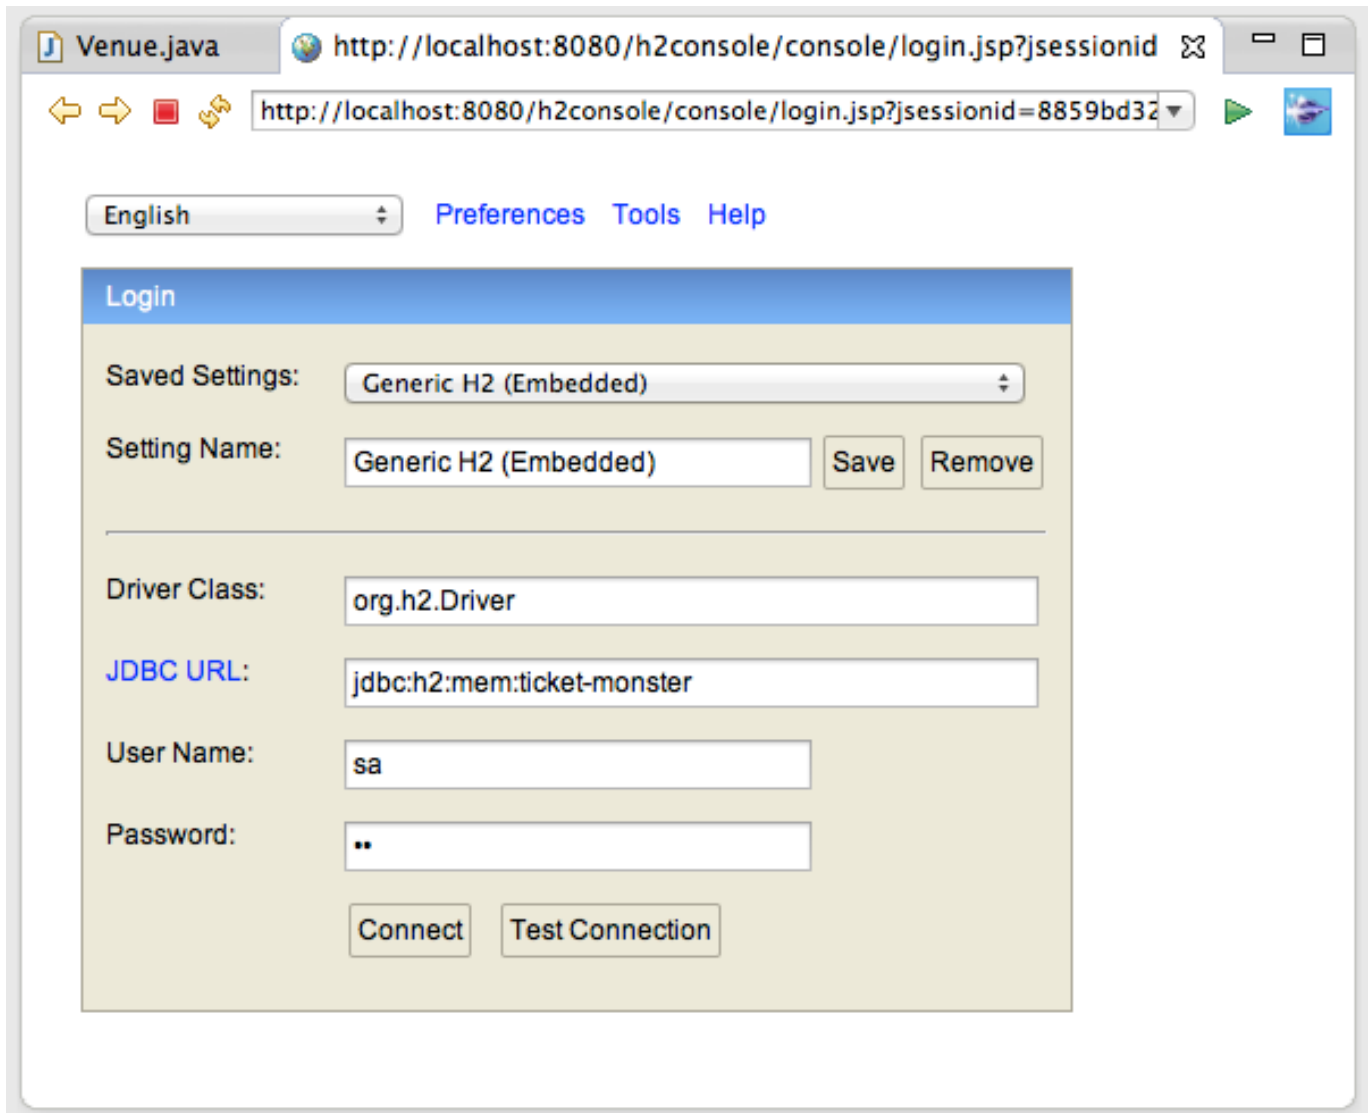 Venue.java
http://localhost:8080/h2console/console/login.jsp?jsessionid
http://localhost:8080/h2console/console/login.jsp?jsessionid=8859bd32
English Preferences Tools Help
Login
Saved Settings: Generic H2 (Embedded)
Setting Name: Generic H2 (Embedded) Save Remove
Driver Class: org.h2.Driver
JDBC URL: jdbc:h2:mem:ticket-monster
User Name: sa
Password: ••
Connect Test Connection